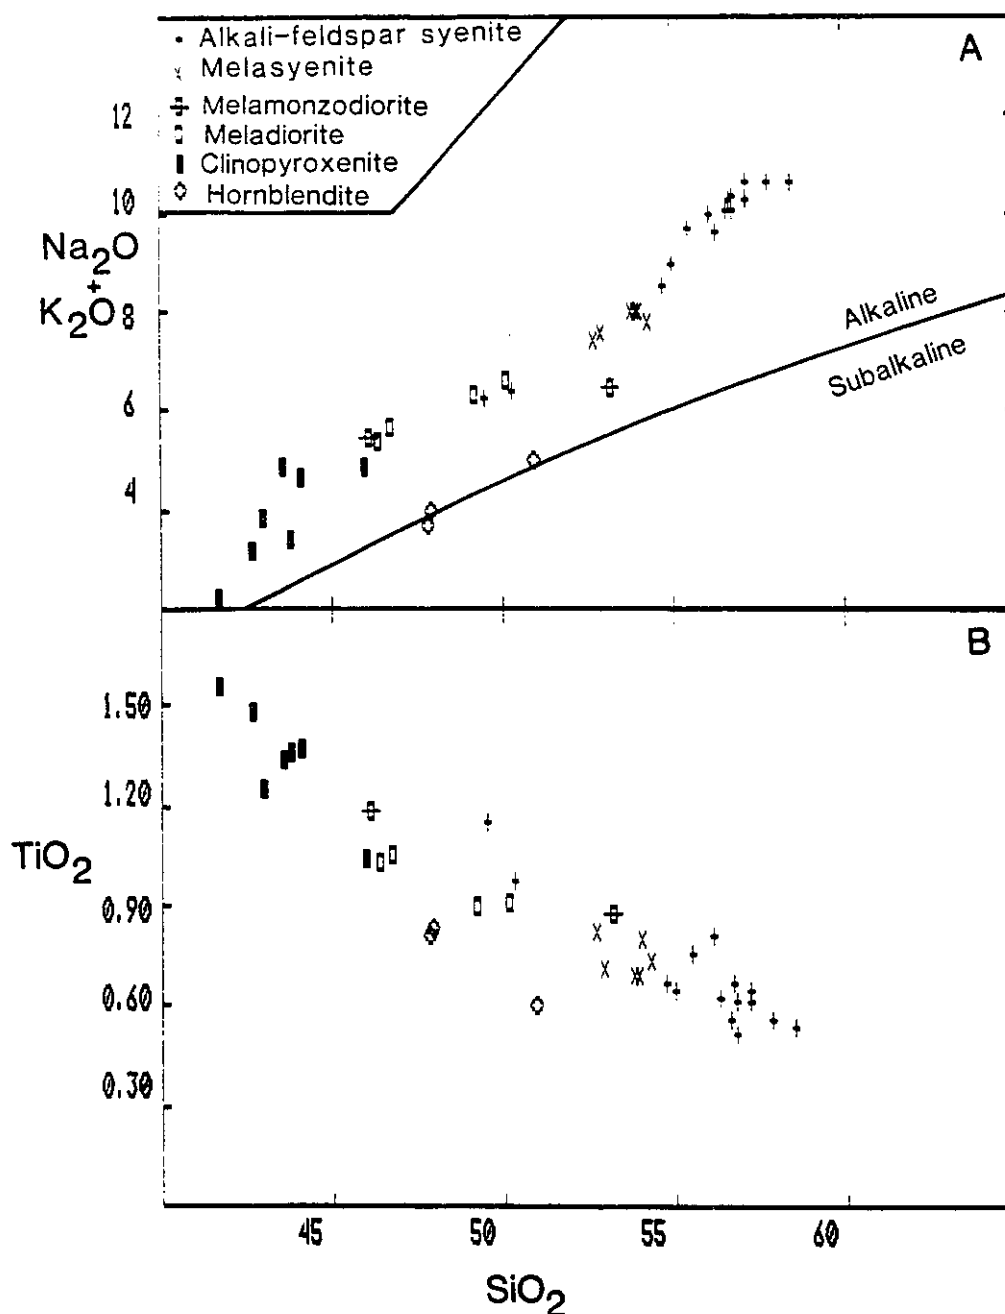 Alkali-feldspar syenite
Melasyenite
Melamonzodiorite
Meladiorite
Clinopyroxenite
Hornblendite
A
12
10
Na₂O
+
K₂O
8
6
4
Alkaline
Subalkaline
B
1.50
1.20
TiO₂
0.90
0.60
0.30
45 50 55 60
SiO₂